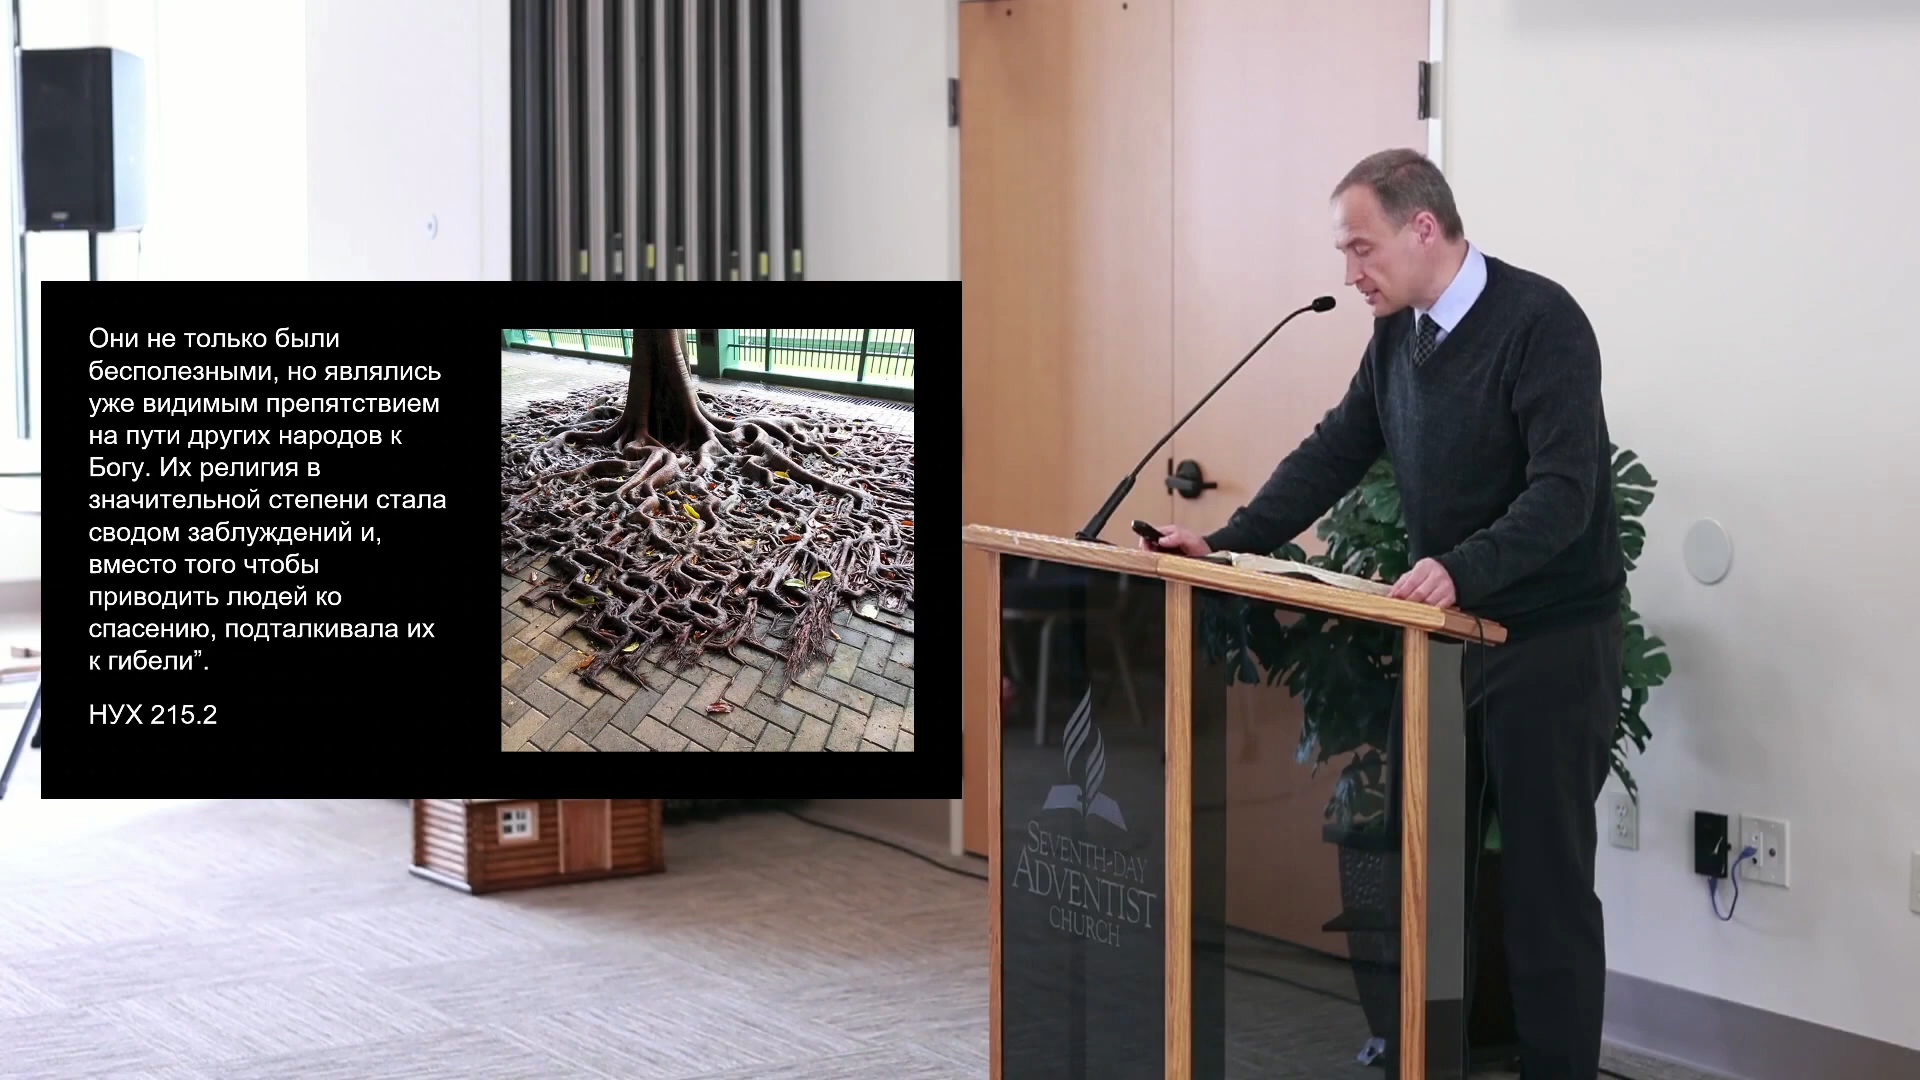 Они не только были
бесполезными, но являлись
уже видимым препятствием
на пути других народов к
Богу. Их религия в
значительной степени стала
сводом заблуждений и,
вместо того чтобы
приводить людей ко
спасению, подталкивала их
к гибели”.
НУХ 215.2
SEVENTH-DAY
ADVENTIST
CHURCH